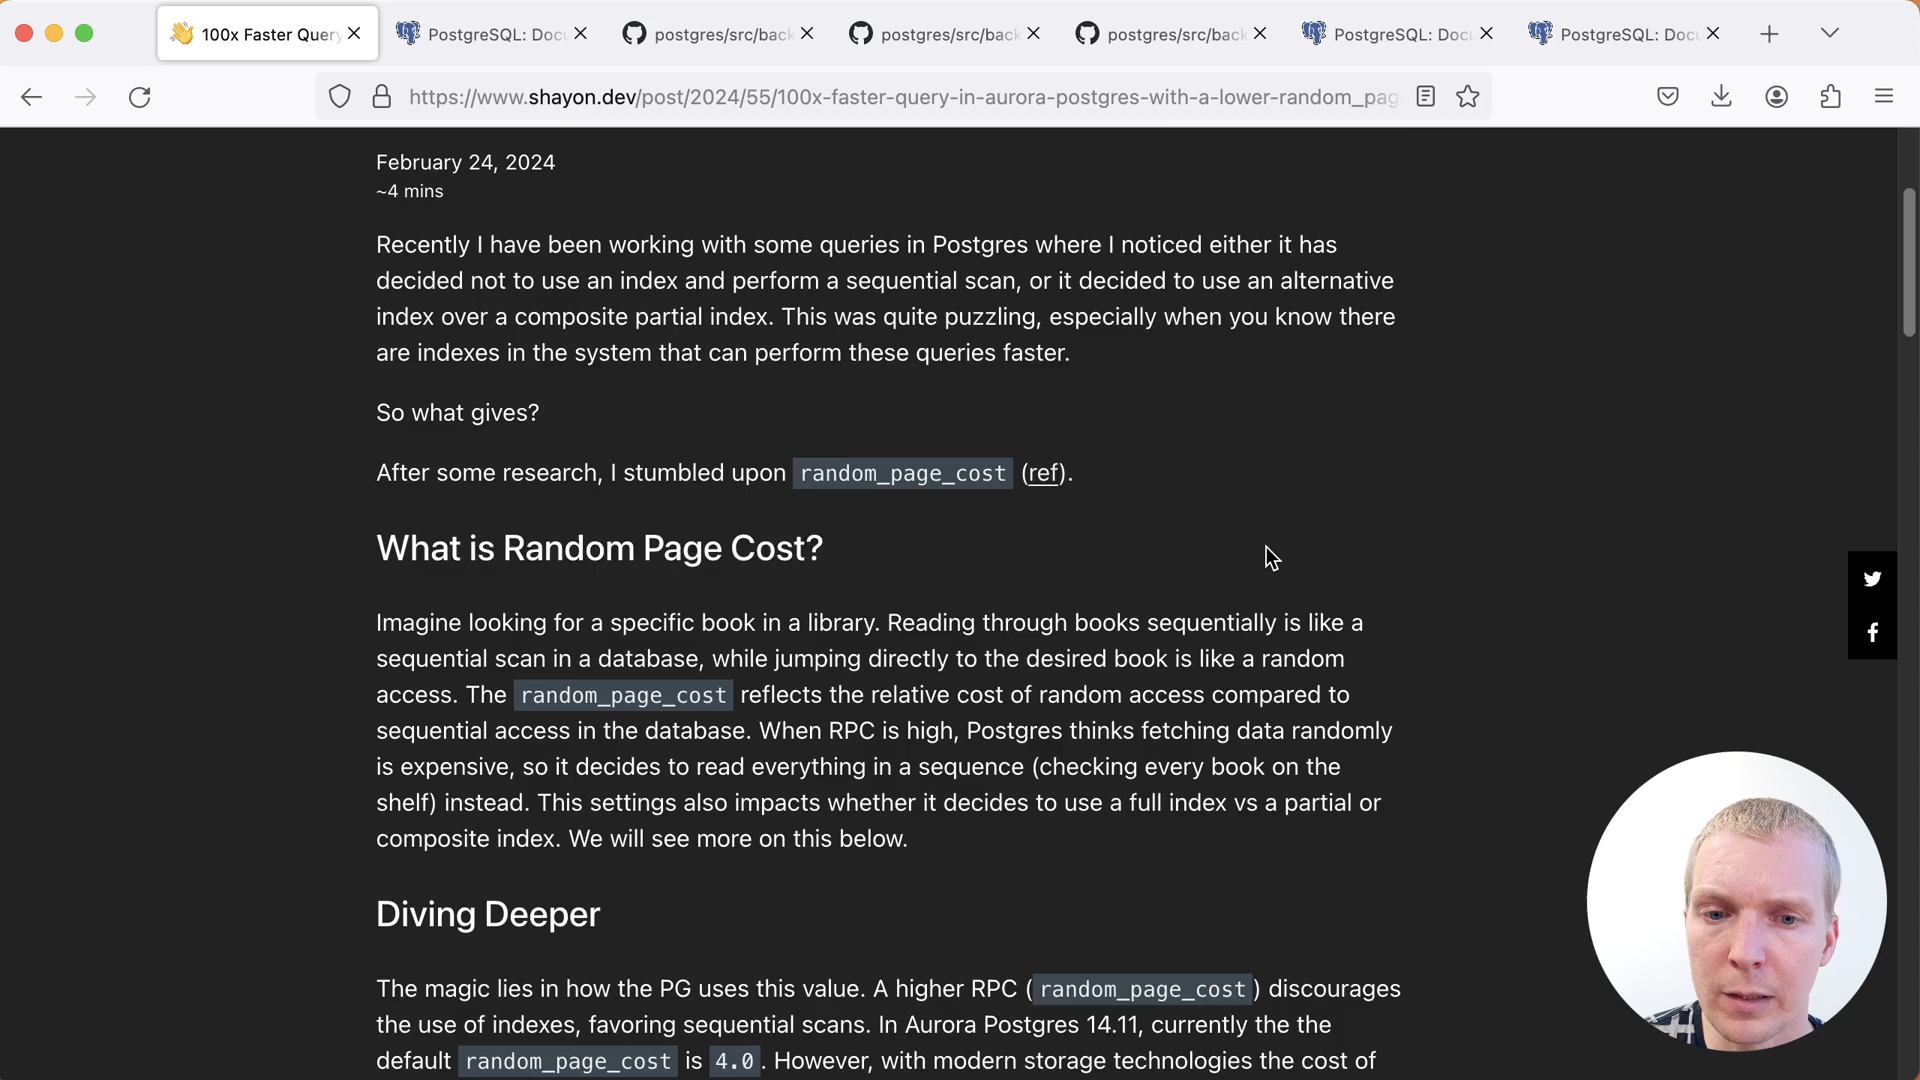 100x Faster Query
PostgreSQL: Docu
postgres/src/back
postgres/src/back
postgres/src/back
PostgreSQL: Docu
PostgreSQL: Docu
https://www.shayon.dev/post/2024/55/100x-faster-query-in-aurora-postgres-with-a-lower-random_pag
February 24, 2024
~4 mins
Recently I have been working with some queries in Postgres where I noticed either it has
decided not to use an index and perform a sequential scan, or it decided to use an alternative
index over a composite partial index. This was quite puzzling, especially when you know there
are indexes in the system that can perform these queries faster.
So what gives?
After some research, I stumbled upon random_page_cost (ref).
What is Random Page Cost?
Imagine looking for a specific book in a library. Reading through books sequentially is like a
sequential scan in a database, while jumping directly to the desired book is like a random
access. The random_page_cost reflects the relative cost of random access compared to
sequential access in the database. When RPC is high, Postgres thinks fetching data randomly
is expensive, so it decides to read everything in a sequence (checking every book on the
shelf) instead. This settings also impacts whether it decides to use a full index vs a partial or
composite index. We will see more on this below.
Diving Deeper
The magic lies in how the PG uses this value. A higher RPC ( random_page_cost ) discourages
the use of indexes, favoring sequential scans. In Aurora Postgres 14.11, currently the the
default random_page_cost is 4.0 . However, with modern storage technologies the cost of